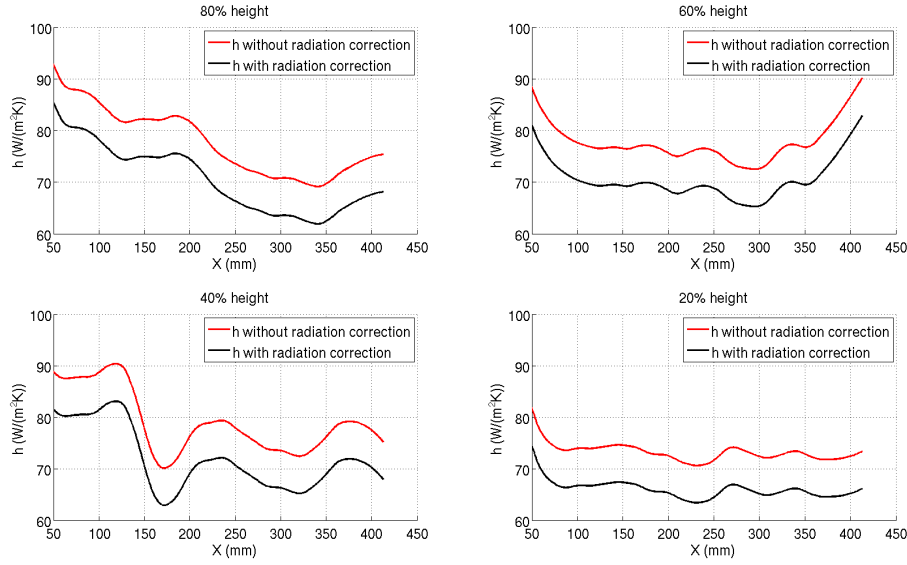 80% height
h without radiation correction
h with radiation correction
100
90
80
70
60
h (W/(m²K))
50 100 150 200 250 300 350 400 450
X (mm)
60% height
h without radiation correction
h with radiation correction
100
90
80
70
60
h (W/(m²K))
50 100 150 200 250 300 350 400 450
X (mm)
40% height
h without radiation correction
h with radiation correction
100
90
80
70
60
h (W/(m²K))
50 100 150 200 250 300 350 400 450
X (mm)
20% height
h without radiation correction
h with radiation correction
100
90
80
70
60
h (W/(m²K))
50 100 150 200 250 300 350 400 450
X (mm)